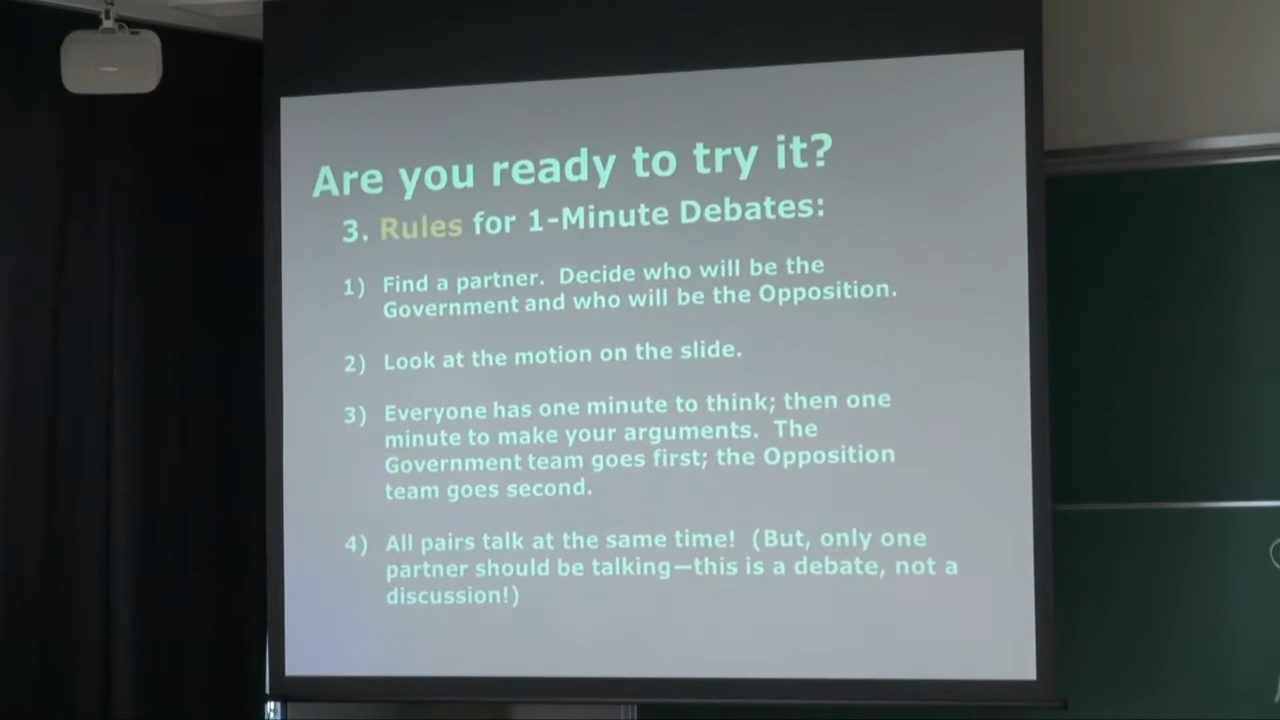 Are you ready to try it?
3. Rules for 1-Minute Debates:
1) Find a partner. Decide who will be the
Government and who will be the Opposition.
2) Look at the motion on the slide.
3) Everyone has one minute to think; then one
minute to make your arguments. The
Government team goes first; the Opposition
team goes second.
4) All pairs talk at the same time! (But, only one
partner should be talking—this is a debate, not a
discussion!)